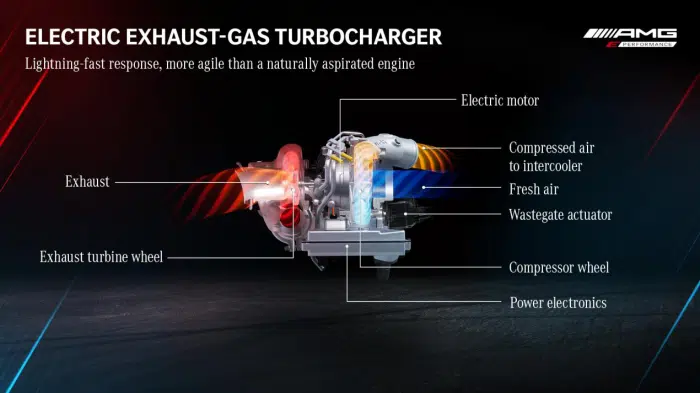 ELECTRIC EXHAUST-GAS TURBOCHARGER
Lightning-fast response, more agile than a naturally aspirated engine
AMG
E PERFORMANCE
Electric motor
Compressed air
to intercooler
Exhaust
Fresh air
Wastegate actuator
Exhaust turbine wheel
Compressor wheel
Power electronics